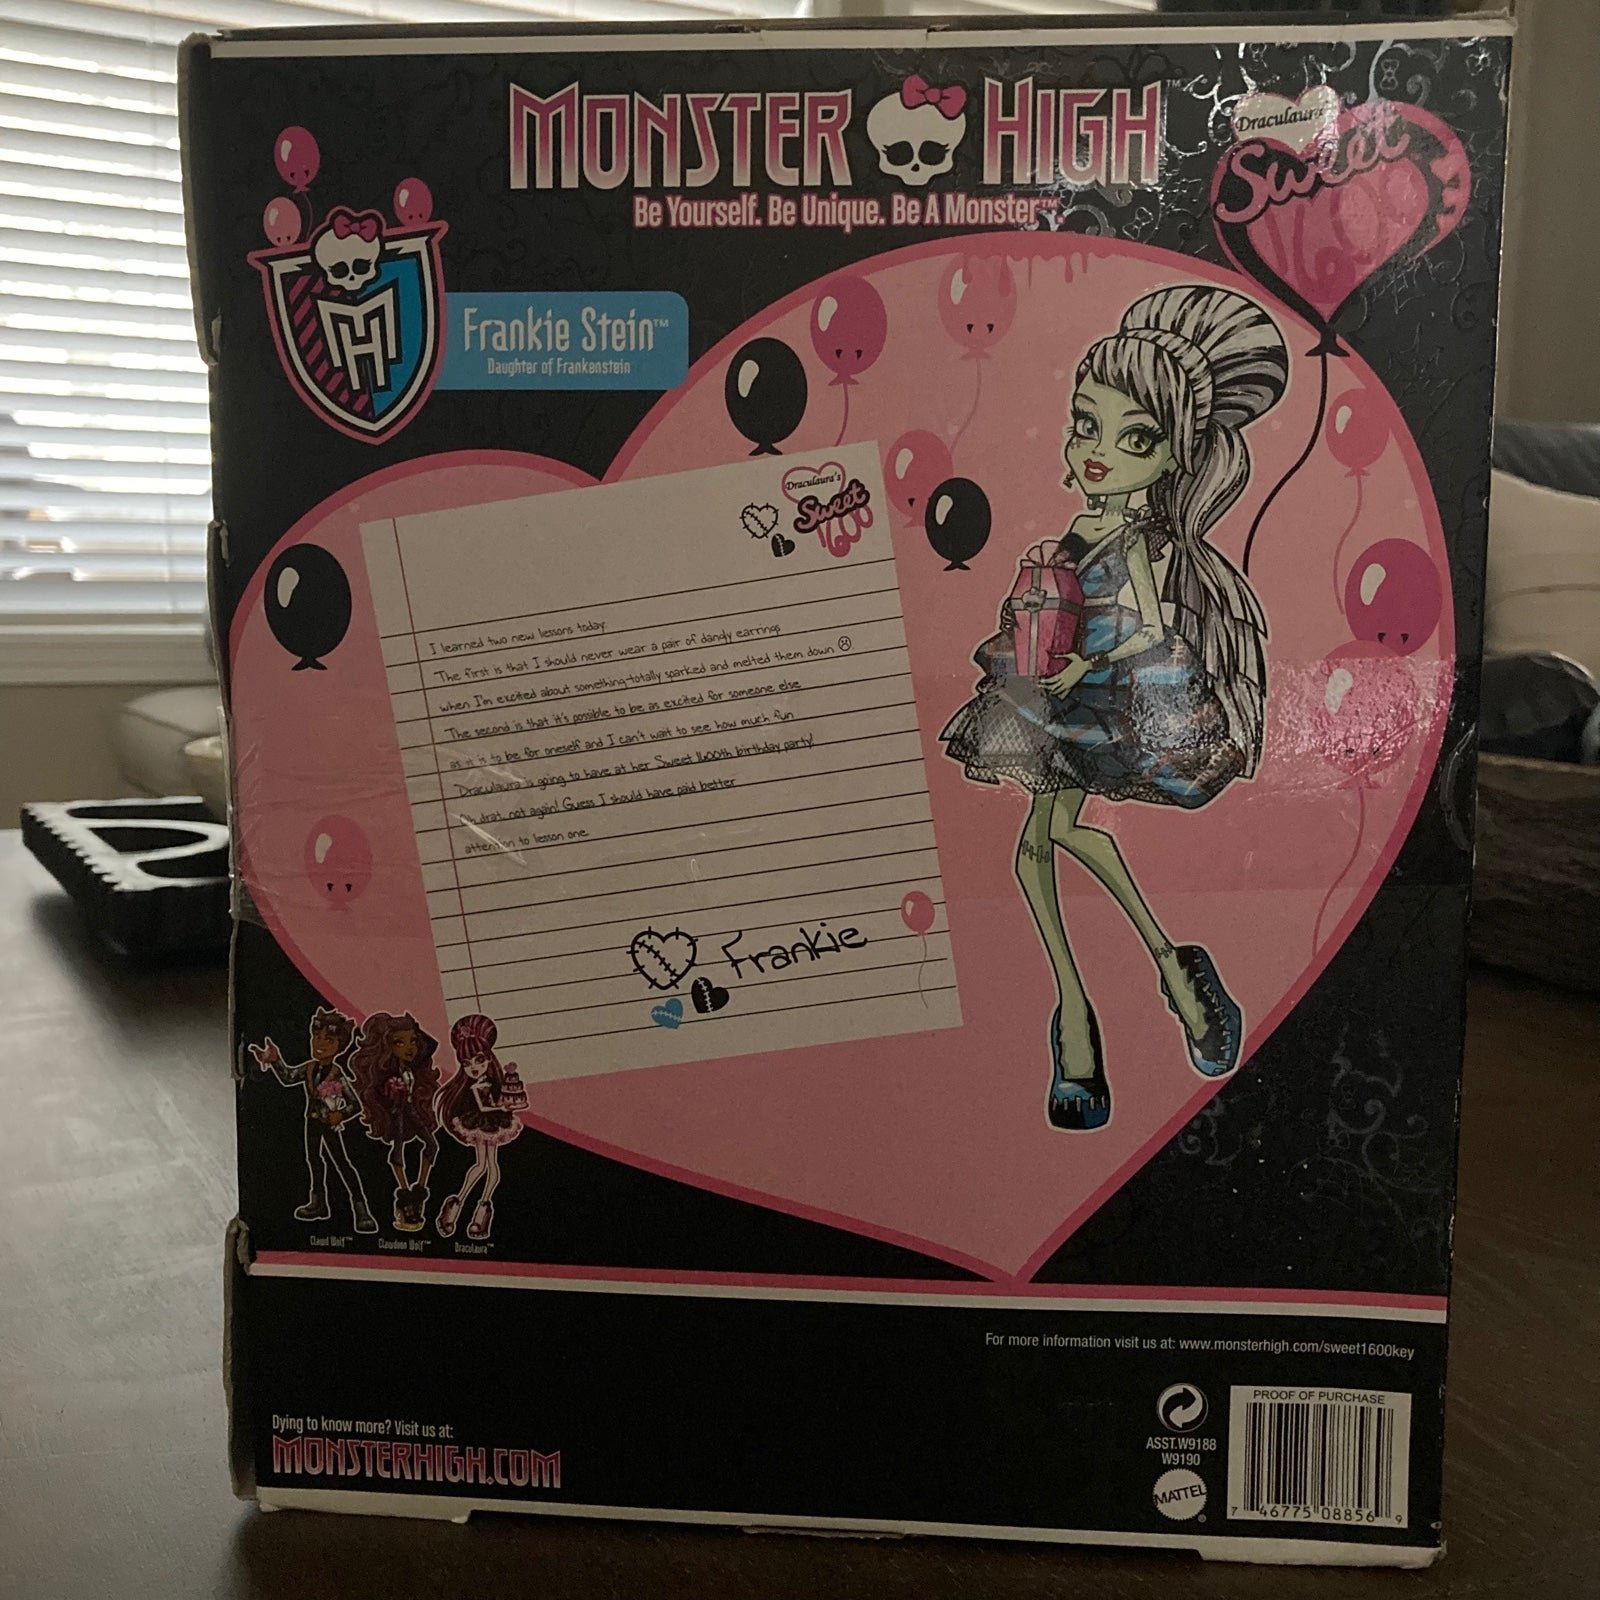 MONSTER HIGH™
Be Yourself. Be Unique. Be A Monster™.
Draculaura's
Sweet
1600
Frankie Stein™
Daughter of Frankenstein
Draculaura's
Sweet
1600
I learned two new lessons today.
The first is that I should never wear a pair of dandy earrings
when I'm excited about something-totally sparked and melted them down ☹
The second is that it's possible to be as excited for someone else
as it is to be for oneself and I can't wait to see how much fun
Draculaura is going to have at her Sweet 1600th birthday party!
Oh drat, not again! Guess I should have paid better
attention to lesson one.
Frankie
Clawd Wolf™ Clawdeen Wolf™ Draculaura™
For more information visit us at: www.monsterhigh.com/sweet1600key
Dying to know more? Visit us at:
MONSTERHIGH.COM
ASST.W9188
W9190
MATTEL
PROOF OF PURCHASE
7 46775 08856 9